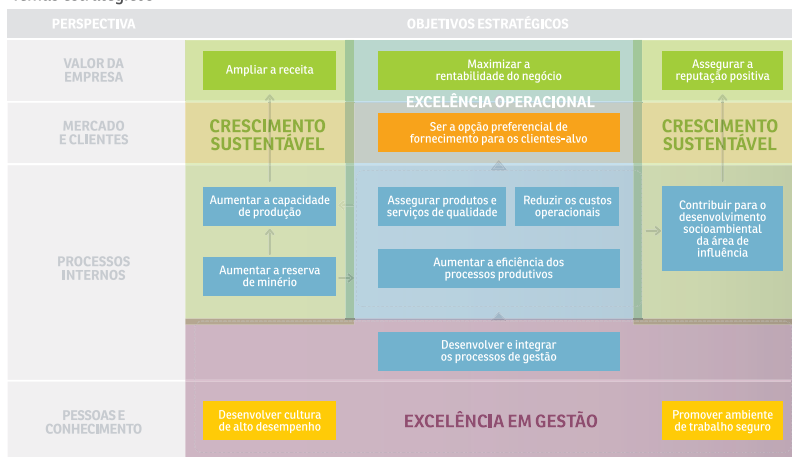 PERSPECTIVA
OBJETIVOS ESTRATÉGICOS
VALOR DA
EMPRESA
Ampliar a receita
Maximizar a
rentabilidade do negócio
Assegurar a
reputação positiva
EXCELÊNCIA OPERACIONAL
MERCADO
E CLIENTES
CRESCIMENTO
SUSTENTÁVEL
Ser a opção preferencial de
fornecimento para os clientes-alvo
CRESCIMENTO
SUSTENTÁVEL
PROCESSOS
INTERNOS
Aumentar a capacidade
de produção
Assegurar produtos e
serviços de qualidade
Reduzir os custos
operacionais
Contribuir para o
desenvolvimento
socioambiental
da área de
influência
Aumentar a reserva
de minério
Aumentar a eficiência dos
processos produtivos
Desenvolver e integrar
os processos de gestão
PESSOAS E
CONHECIMENTO
Desenvolver cultura
de alto desempenho
EXCELÊNCIA EM GESTÃO
Promover ambiente
de trabalho seguro